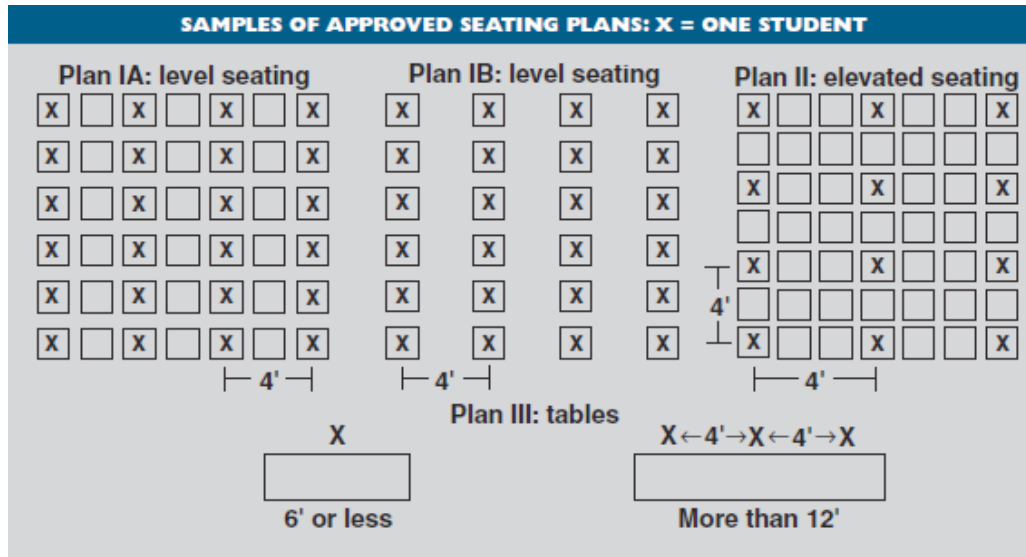 SAMPLES OF APPROVED SEATING PLANS: X = ONE STUDENT
Plan IA: level seating
X X X X
X X X X
X X X X
X X X X
X X X X
X X X X
4'
Plan IB: level seating
X X X X
X X X X
X X X X
X X X X
X X X X
X X X X
4'
Plan II: elevated seating
X X X
X X X
X X X
4'
X X X
4'
Plan III: tables
X
6' or less
X←4'→X←4'→X
More than 12'